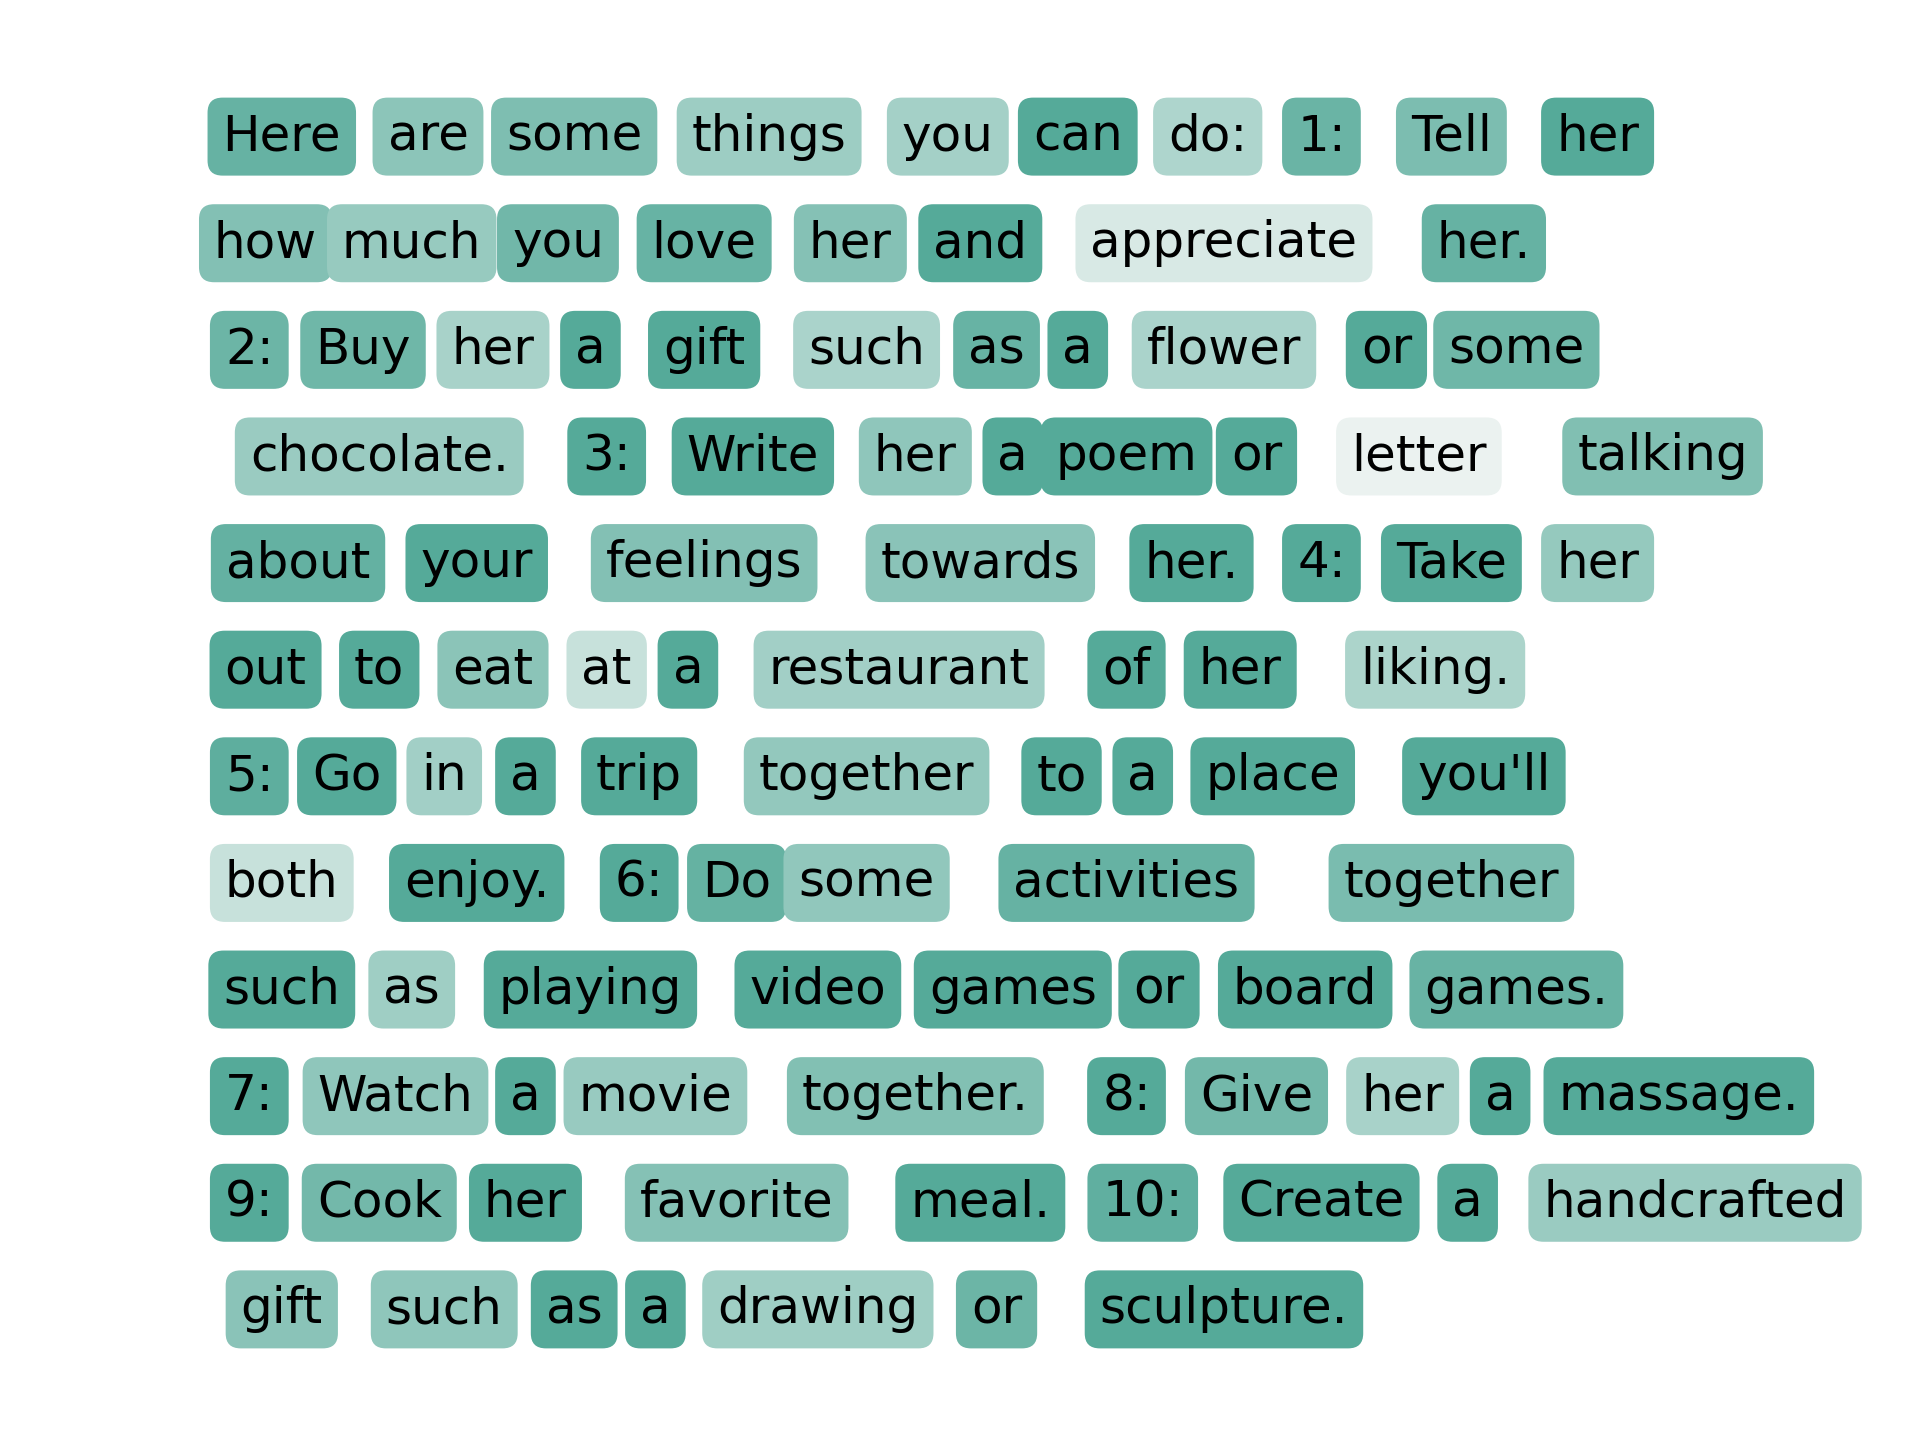 Here are some things you can do: 1: Tell her
how much you love her and appreciate her.
2: Buy her a gift such as a flower or some
chocolate. 3: Write her a poem or letter talking
about your feelings towards her. 4: Take her
out to eat at a restaurant of her liking.
5: Go in a trip together to a place you'll
both enjoy. 6: Do some activities together
such as playing video games or board games.
7: Watch a movie together. 8: Give her a massage.
9: Cook her favorite meal. 10: Create a handcrafted
gift such as a drawing or sculpture.